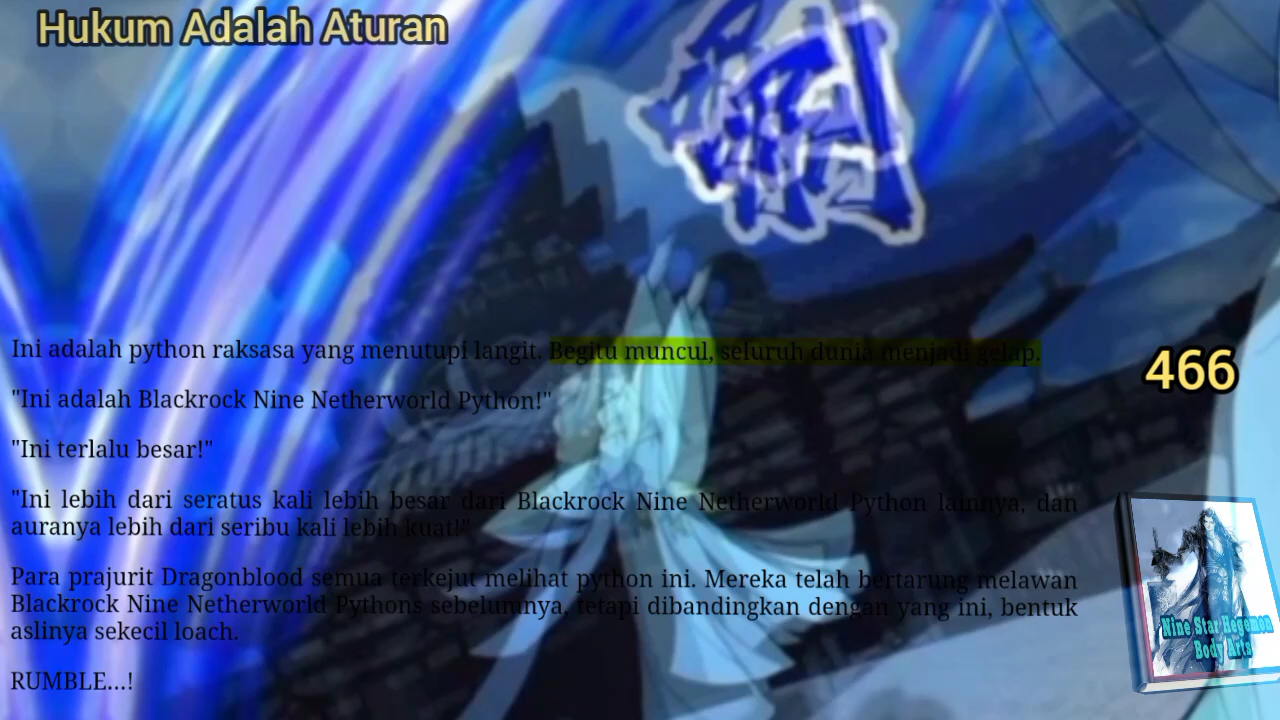 Hukum Adalah Aturan
Ini adalah python raksasa yang menutupi langit. Begitu muncul, seluruh dunia menjadi gelap.
466
"Ini adalah Blackrock Nine Netherworld Python!"
"Ini terlalu besar!"
"Ini lebih dari seratus kali lebih besar dari Blackrock Nine Netherworld Python lainnya, dan
auranya lebih dari seribu kali lebih kuat!"
Para prajurit Dragonblood semua terkejut melihat python ini. Mereka telah bertarung melawan
Blackrock Nine Netherworld Pythons sebelumnya, tetapi dibandingkan dengan yang ini, bentuk
aslinya sekecil loach.
RUMBLE...!
Nine Star Hegemon
Body Arts